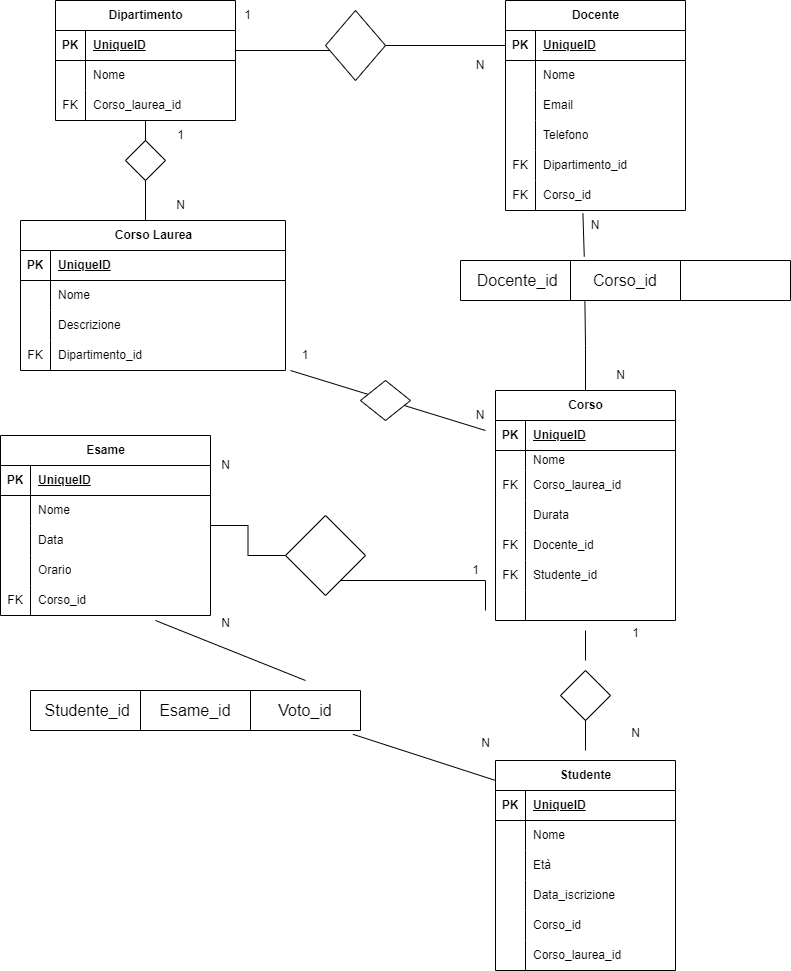 Dipartimento
PK UniqueID
Nome
FK Corso_laurea_id
1
N
Docente
PK UniqueID
Nome
Email
Telefono
FK Dipartimento_id
FK Corso_id
1
N
Corso Laurea
PK UniqueID
Nome
Descrizione
FK Dipartimento_id
N
Docente_id Corso_id
N
1
N
Corso
PK UniqueID
Nome
FK Corso_laurea_id
Durata
FK Docente_id
FK Studente_id
Esame
PK UniqueID
Nome
Data
Orario
FK Corso_id
N
1
N
1
N
Studente_id Esame_id Voto_id
N
Studente
PK UniqueID
Nome
Età
Data_iscrizione
Corso_id
Corso_laurea_id